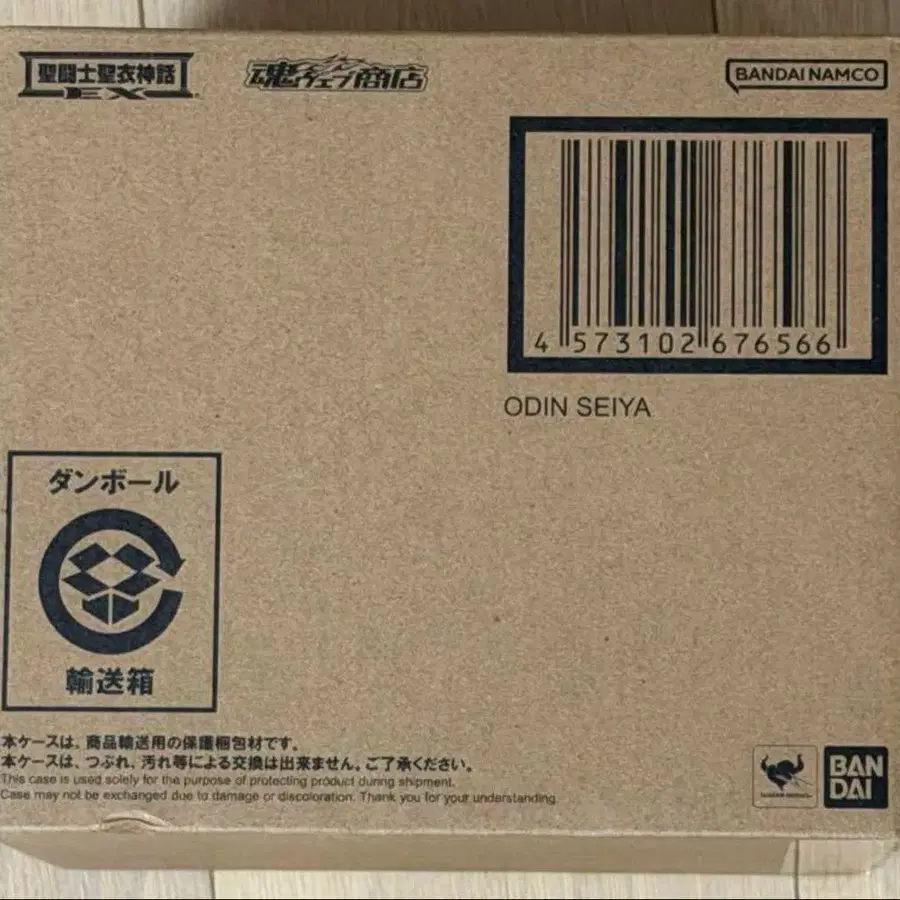 聖闘士聖衣神話
EX
魂ウェブ商店
BANDAI NAMCO
4 573102 676566
ODIN SEIYA
ダンボール
輸送箱
本ケースは、商品輸送用の保護梱包材です。
本ケースは、つぶれ、汚れ等による交換は出来ません。ご了承ください。
This case is used solely for the purpose of protecting product during shipment.
Case may not be exchanged due to damage or discoloration. Thank you for your understanding.
BAN
DAI